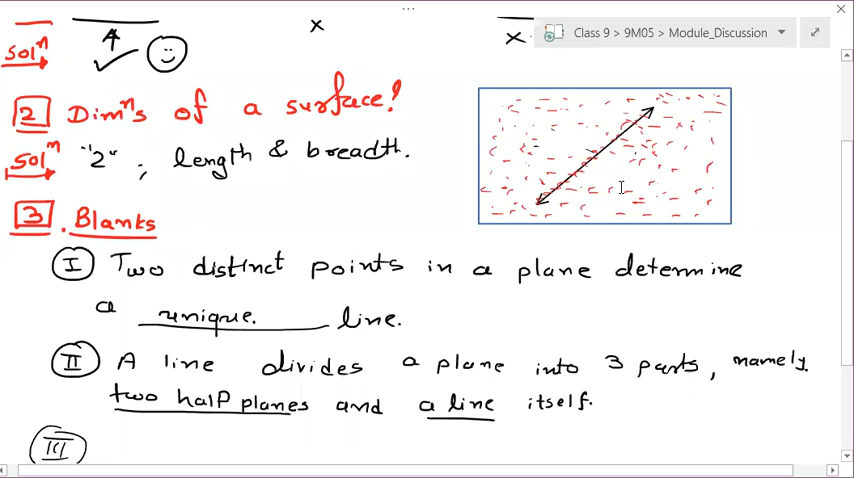 Class 9 > 9M05 > Module_Discussion
Solⁿ
2 Dimⁿs of a surface!
Solⁿ "2" ; length & breadth.
3. Blanks
I Two distinct points in a plane determine
a unique. line.
II A line divides a plane into 3 parts, namely
two half planes and a line itself.
III